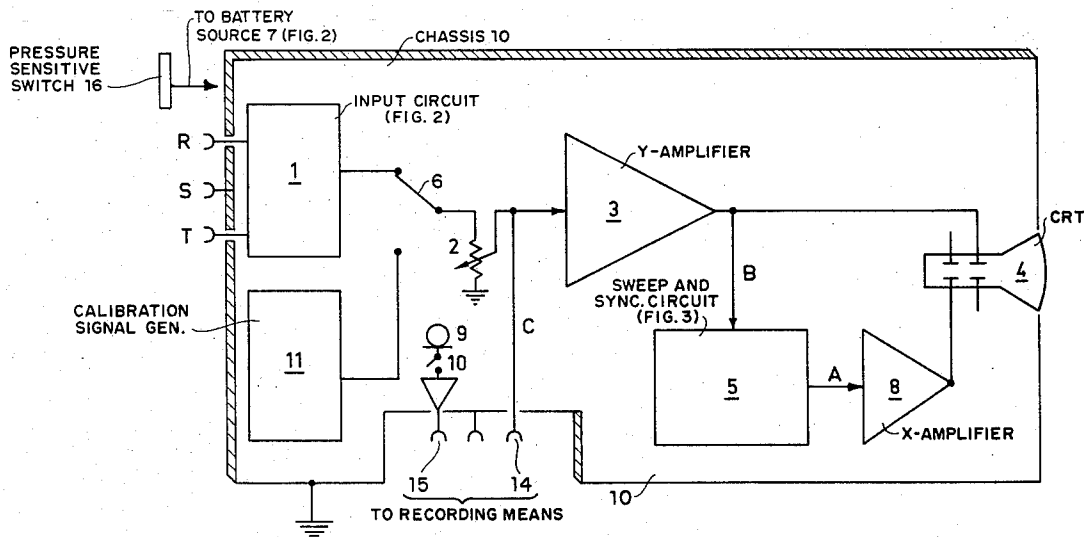 TO BATTERY
SOURCE 7 (FIG.2)
CHASSIS 10
PRESSURE
SENSITIVE
SWITCH 16
INPUT CIRCUIT
(FIG. 2)
R
S
T
1
6
2
Y-AMPLIFIER
3
CRT
4
B
SWEEP AND
SYNC. CIRCUIT
(FIG. 3)
C
CALIBRATION
SIGNAL GEN.
11
9
10
5
A
8
X-AMPLIFIER
15
14
10
TO RECORDING MEANS